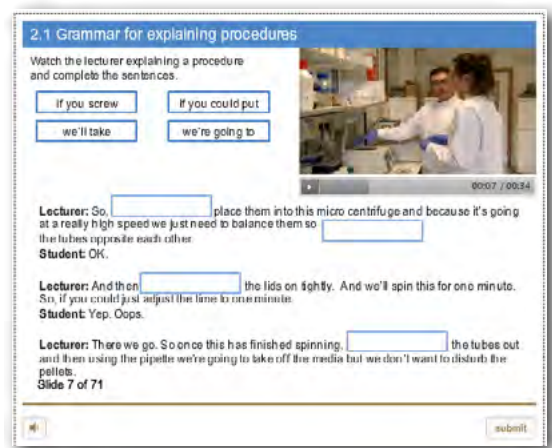 2.1 Grammar for explaining procedures
Watch the lecturer explaining a procedure
and complete the sentences.
if you screw
if you could put
we'll take
we're going to
00:07 / 00:34
Lecturer: So, place them into this micro centrifuge and because it's going
at a really high speed we just need to balance them so
the tubes opposite each other.
Student: OK.
Lecturer: And then the lids on tightly. And we'll spin this for one minute.
So, if you could just adjust the time to one minute.
Student: Yep. Oops.
Lecturer: There we go. So once this has finished spinning, the tubes out
and then using the pipette we're going to take off the media but we don't want to disturb the
pellets.
Slide 7 of 71
submit